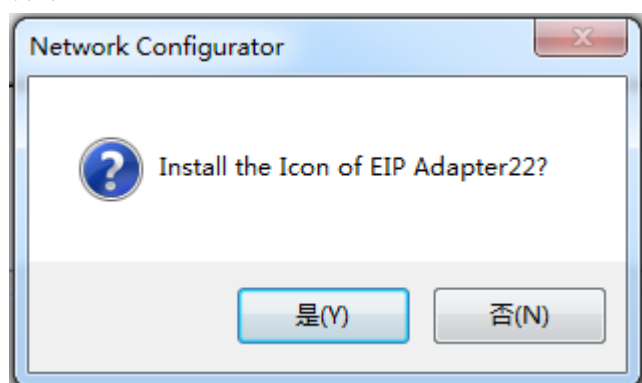 Network Configurator
Install the Icon of EIP Adapter22?
是(Y)
否(N)